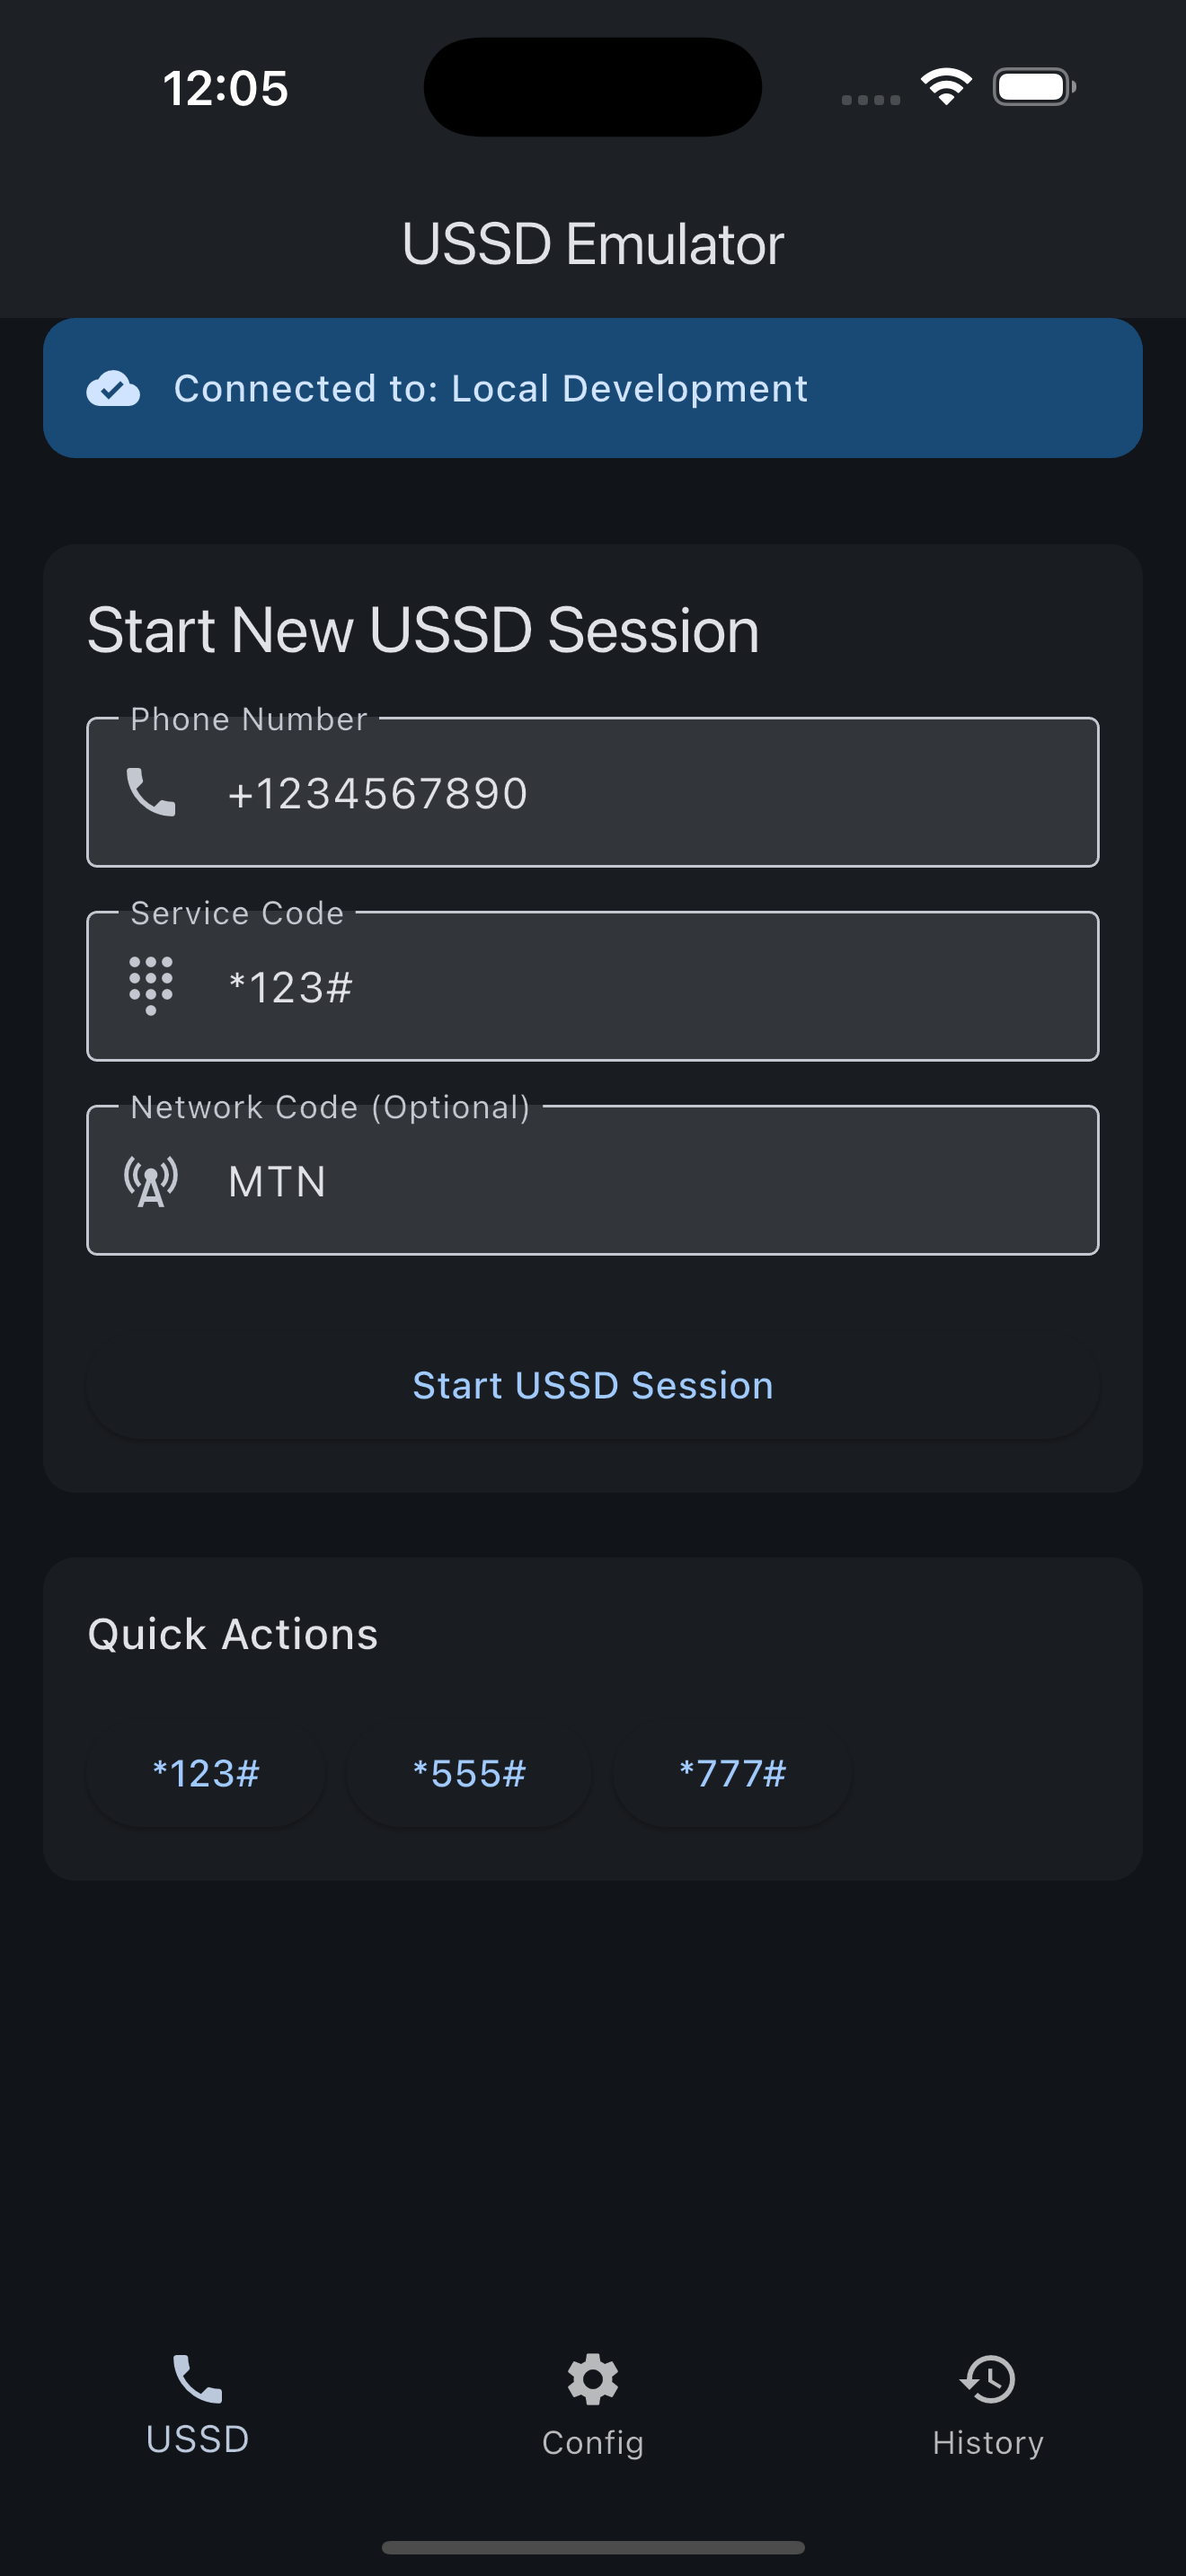 12:05
USSD Emulator
Connected to: Local Development
Start New USSD Session
Phone Number
+1234567890
Service Code
*123#
Network Code (Optional)
MTN
Start USSD Session
Quick Actions
*123# *555# *777#
USSD Config History